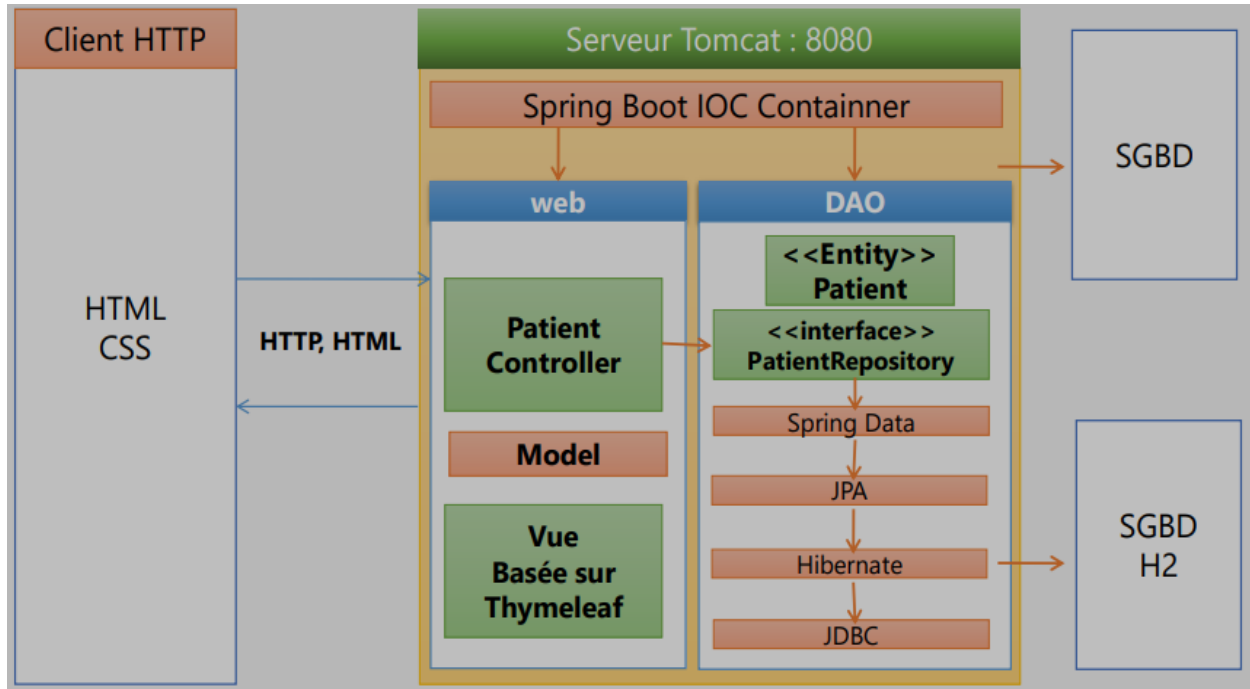 Client HTTP
HTML
CSS
HTTP, HTML
Serveur Tomcat : 8080
Spring Boot IOC Containner
web
Patient
Controller
Model
Vue
Basée sur
Thymeleaf
DAO
<<Entity>>
Patient
<<interface>>
PatientRepository
Spring Data
JPA
Hibernate
JDBC
SGBD
SGBD
H2